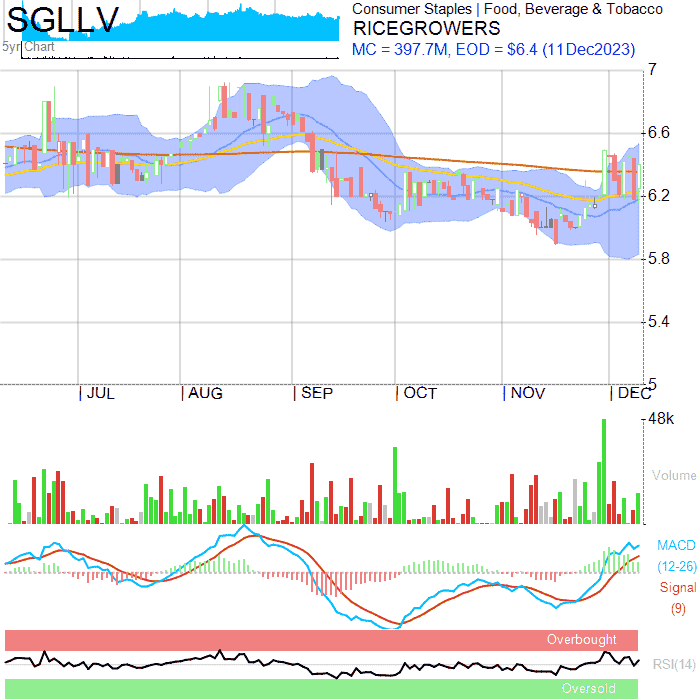 SGLLV
Consumer Staples | Food, Beverage & Tobacco
RICEGROWERS
MC = 397.7M, EOD = $6.4 (11Dec2023)
5yr Chart
7
6.6
6.2
5.8
5.4
5
JUL AUG SEP OCT NOV DEC
48k
Volume
MACD
(12-26)
Signal
(9)
Overbought
RSI(14)
Oversold